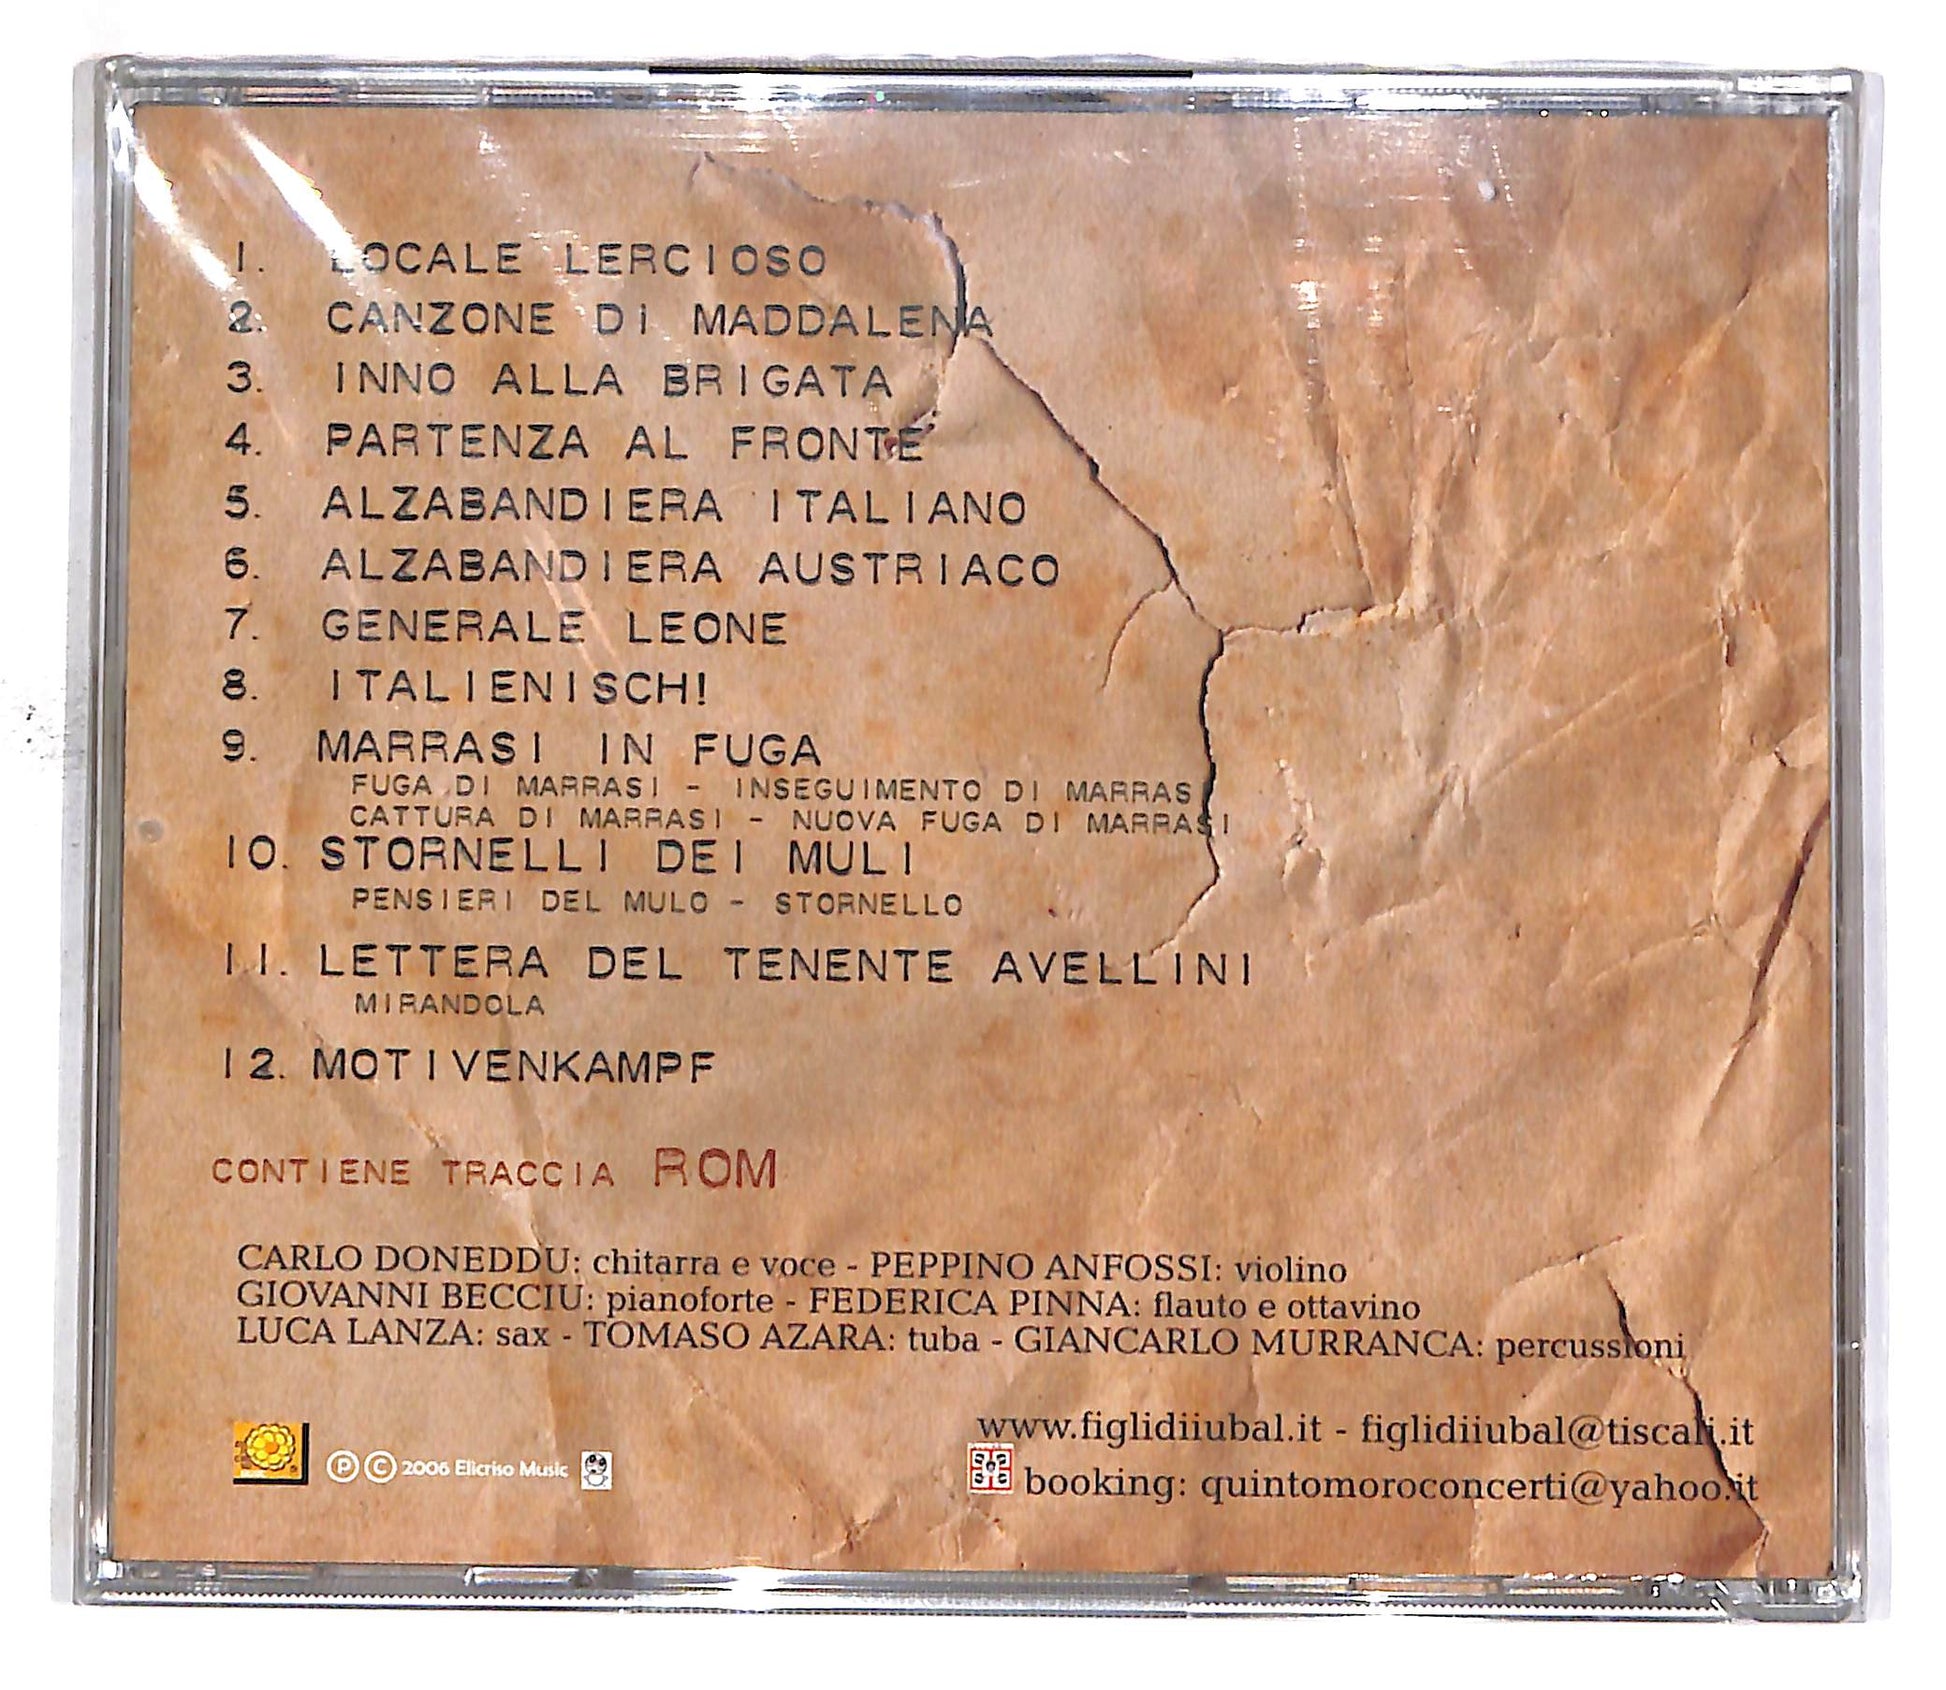 1. LOCALE LERCIOSO
2. CANZONE DI MADDALENA
3. INNO ALLA BRIGATA
4. PARTENZA AL FRONTE
5. ALZABANDIERA ITALIANO
6. ALZABANDIERA AUSTRIACO
7. GENERALE LEONE
8. ITALIENISCH!
9. MARRASI IN FUGA
FUGA DI MARRASI - INSEGUIMENTO DI MARRASI
CATTURA DI MARRASI - NUOVA FUGA DI MARRASI
10. STORNELLI DEI MULI
PENSIERI DEL MULO - STORNELLO
11. LETTERA DEL TENENTE AVELLINI
MIRANDOLA
12. MOTIVENKAMPF
CONTIENE TRACCIA ROM
CARLO DONEDDU: chitarra e voce - PEPPINO ANFOSSI: violino
GIOVANNI BECCIU: pianoforte - FEDERICA PINNA: flauto e ottavino
LUCA LANZA: sax - TOMASO AZARA: tuba - GIANCARLO MURRANCA: percussioni
www.figlidiiubal.it - figlidiiubal@tiscali.it
Ⓟ © 2006 Elicriso Music
booking: quintomoroconcerti@yahoo.it